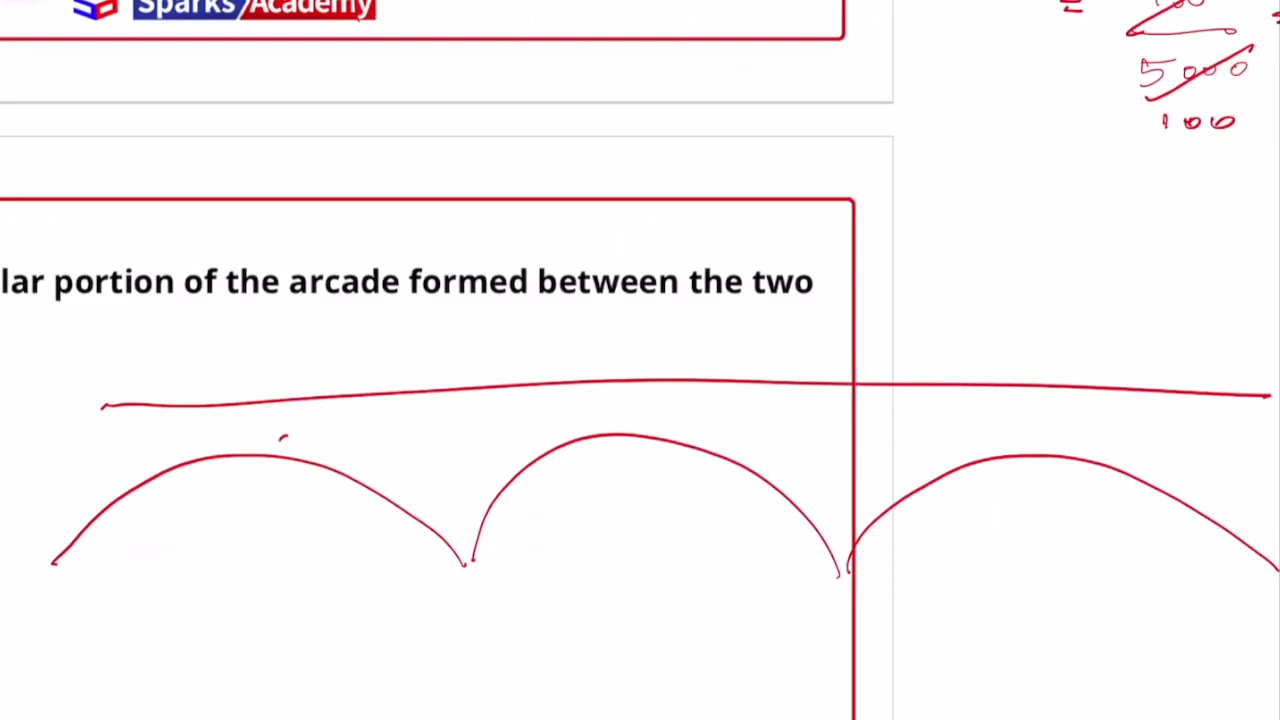 Sparks Academy
5000
100
lar portion of the arcade formed between the two